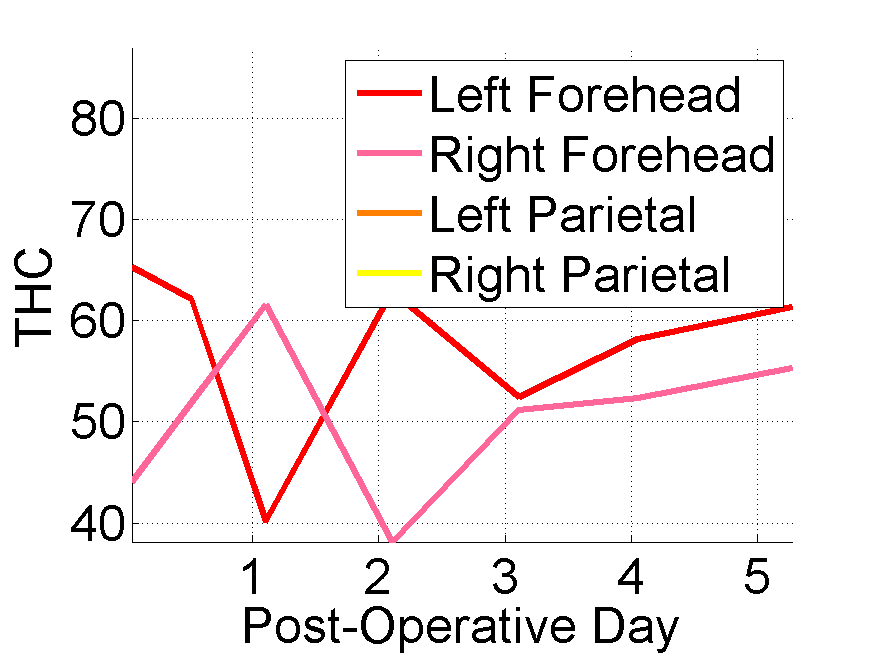 80
70
60
50
40
THC
Left Forehead
Right Forehead
Left Parietal
Right Parietal
1 2 3 4 5
Post-Operative Day